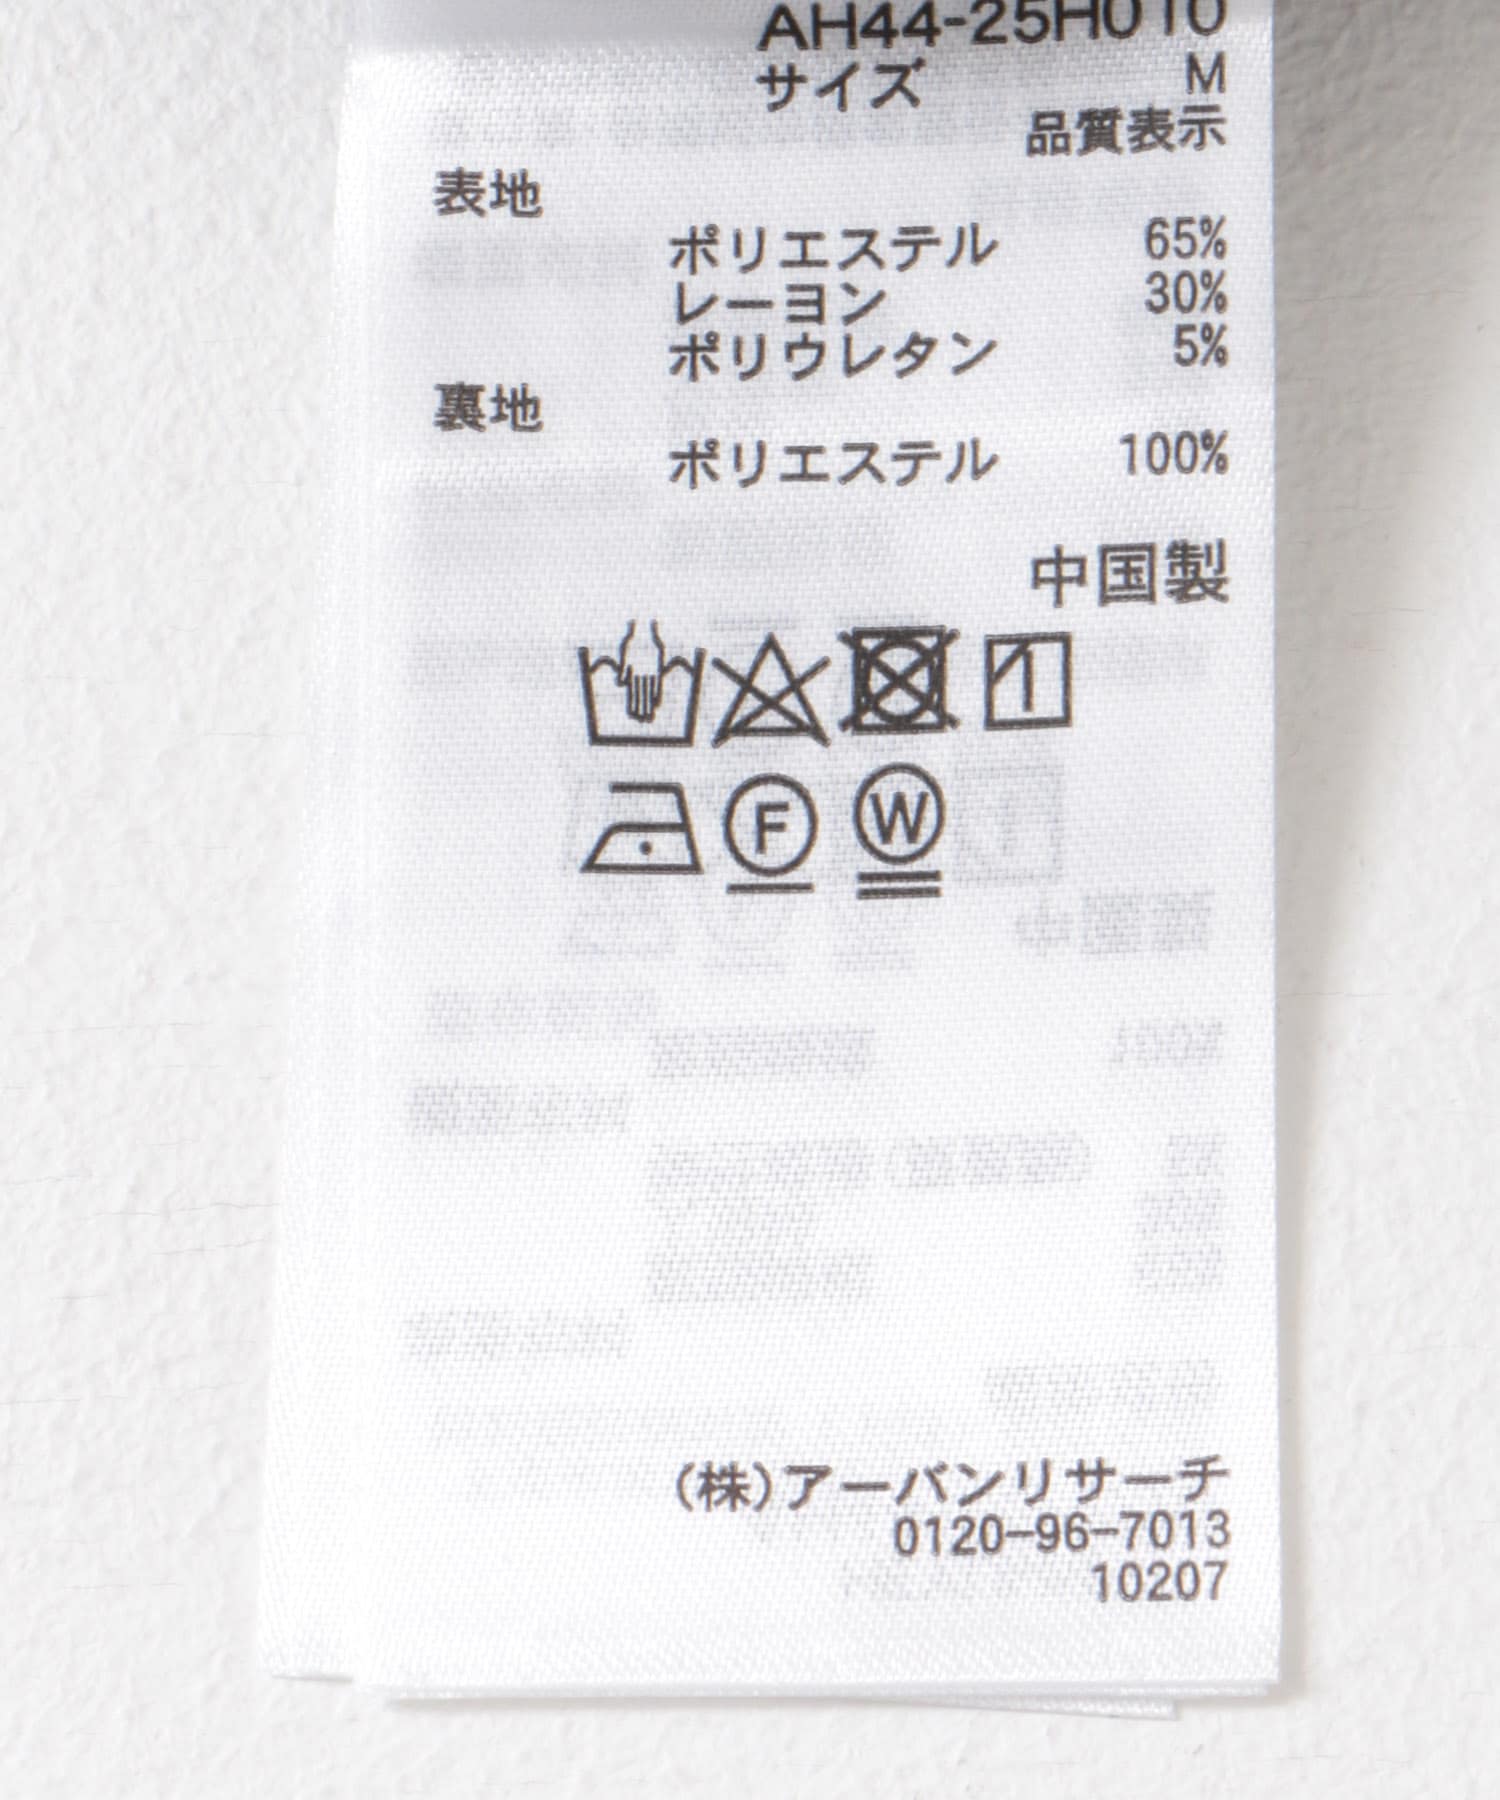 AH44-25H010
サイズ M
品質表示
表地
ポリエステル 65%
レーヨン 30%
ポリウレタン 5%
裏地
ポリエステル 100%
中国製
F W
(株)アーバンリサーチ
0120-96-7013
10207